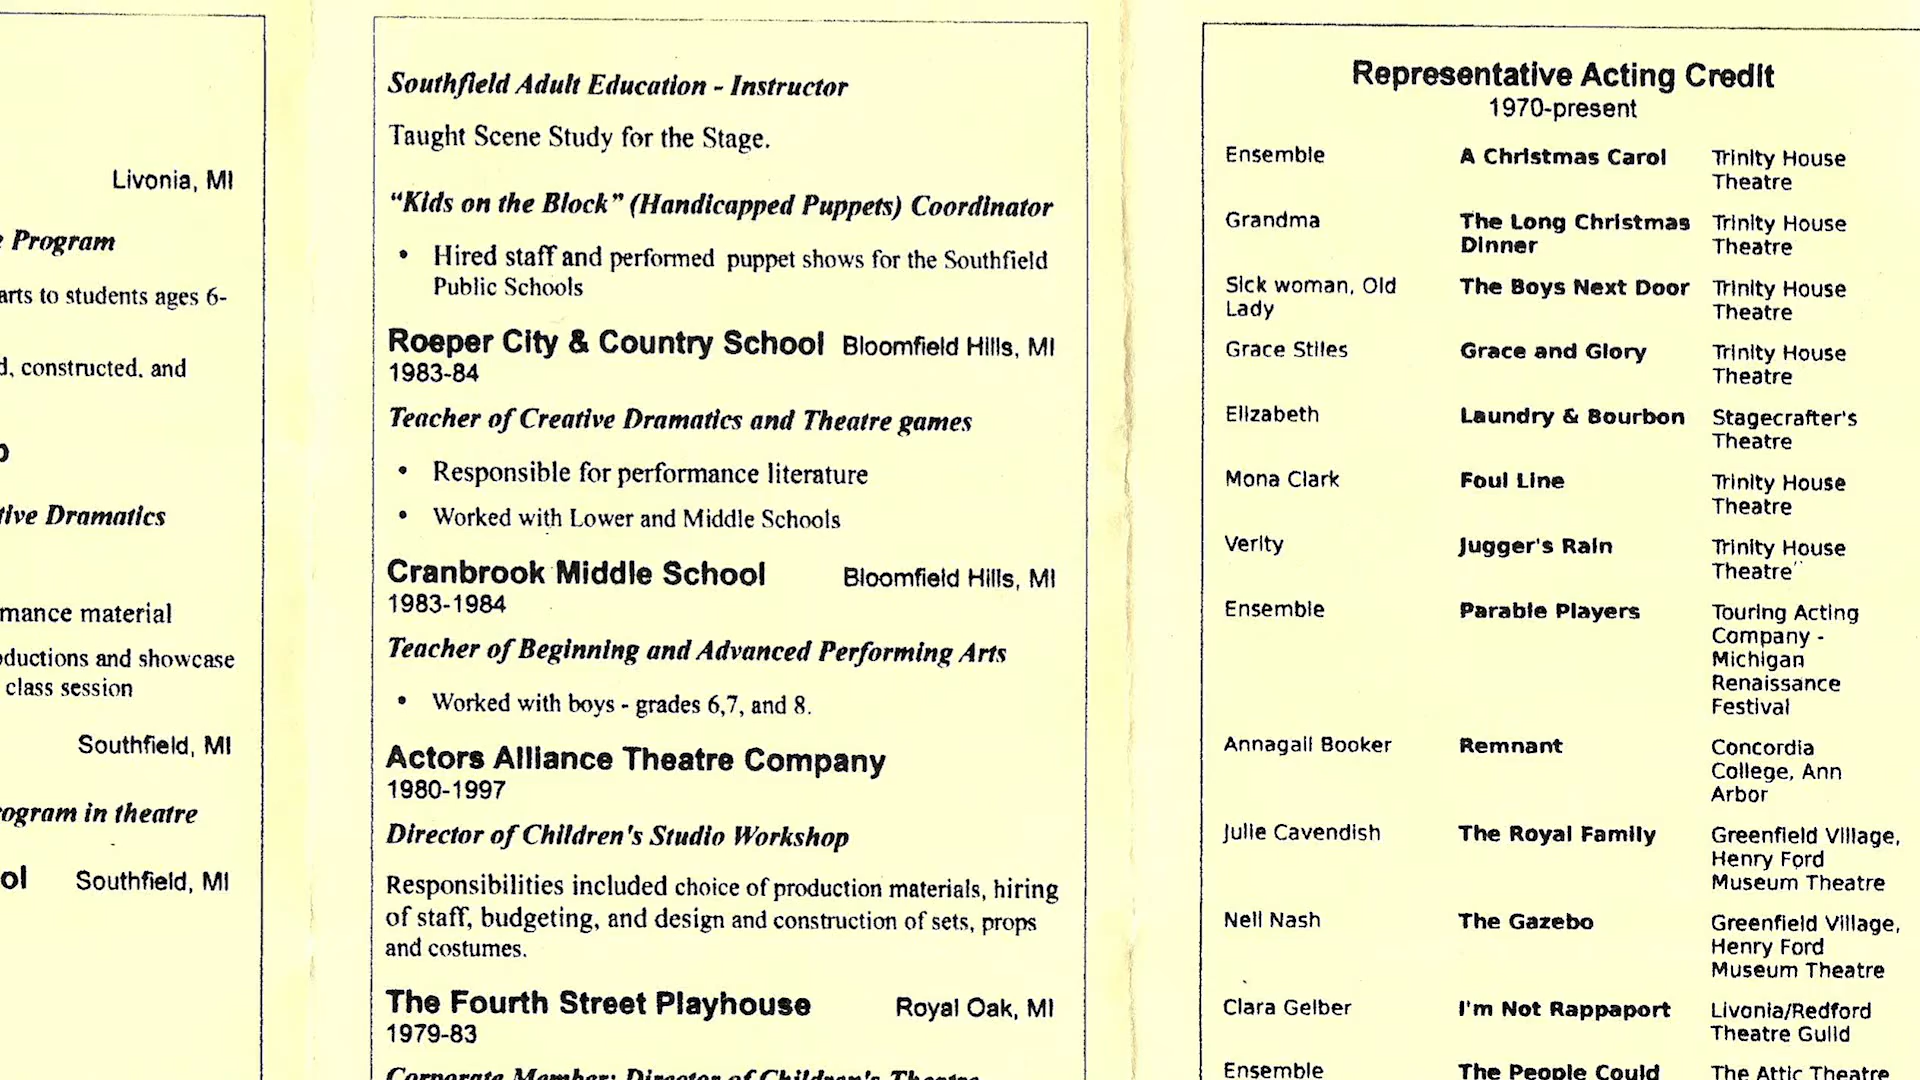 Livonia, MI
Program
arts to students ages 6-
constructed, and
tive Dramatics
mance material
oductions and showcase
class session
Southfield, MI
rogram in theatre
ol Southfield, MI
Southfield Adult Education - Instructor
Taught Scene Study for the Stage.
“Kids on the Block” (Handicapped Puppets) Coordinator
• Hired staff and performed puppet shows for the Southfield
Public Schools
Roeper City & Country School Bloomfield Hills, MI
1983-84
Teacher of Creative Dramatics and Theatre games
• Responsible for performance literature
• Worked with Lower and Middle Schools
Cranbrook Middle School Bloomfield Hills, MI
1983-1984
Teacher of Beginning and Advanced Performing Arts
• Worked with boys - grades 6,7, and 8.
Actors Alliance Theatre Company
1980-1997
Director of Children's Studio Workshop
Responsibilities included choice of production materials, hiring
of staff, budgeting, and design and construction of sets, props
and costumes.
The Fourth Street Playhouse Royal Oak, MI
1979-83
Corporate Member: Director of Children's Theatre
Representative Acting Credit
1970-present
Ensemble A Christmas Carol Trinity House
Theatre
Grandma The Long Christmas Trinity House
Dinner Theatre
Sick woman, Old The Boys Next Door Trinity House
Lady Theatre
Grace Stiles Grace and Glory Trinity House
Theatre
Elizabeth Laundry & Bourbon Stagecrafter's
Theatre
Mona Clark Foul Line Trinity House
Theatre
Verity Jugger's Rain Trinity House
Theatre
Ensemble Parable Players Touring Acting
Company -
Michigan
Renaissance
Festival
Annagail Booker Remnant Concordia
College, Ann
Arbor
Julie Cavendish The Royal Family Greenfield Village,
Henry Ford
Museum Theatre
Nell Nash The Gazebo Greenfield Village,
Henry Ford
Museum Theatre
Clara Gelber I'm Not Rappaport Livonia/Redford
Theatre Guild
Ensemble The People Could The Attic Theatre